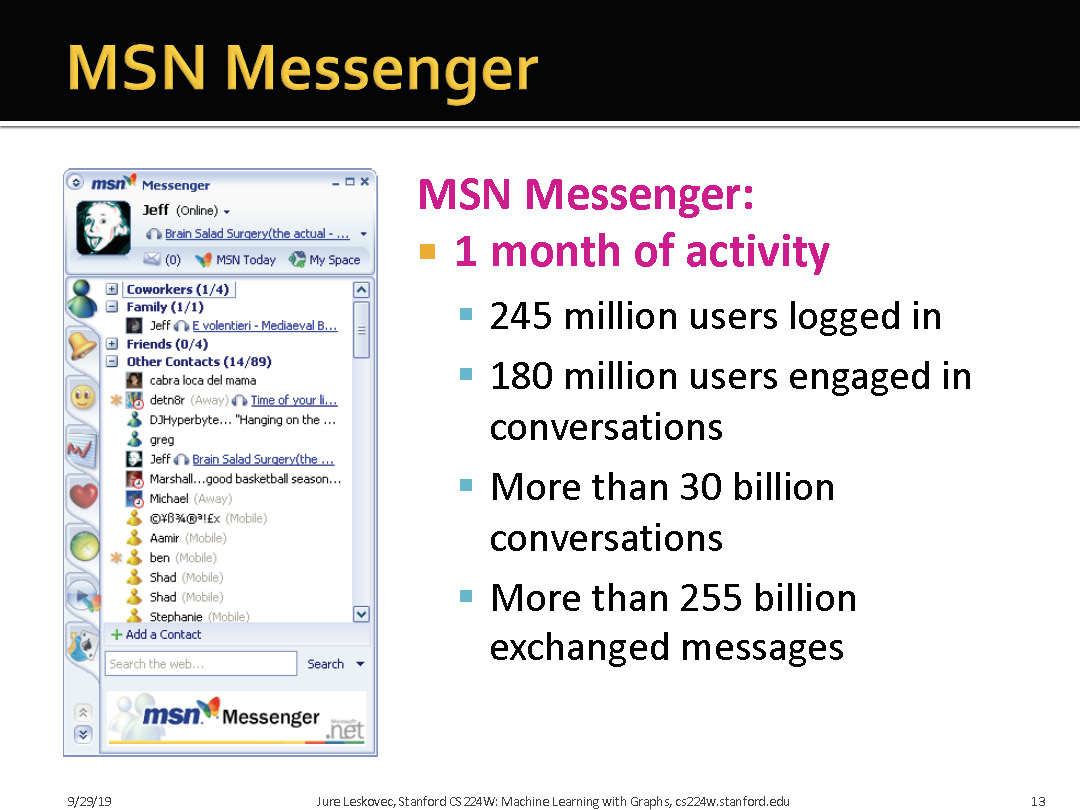 MSN Messenger
msn Messenger
Jeff (Online)
Brain Salad Surgery(the actual - ...
(0) MSN Today My Space
Coworkers (1/4)
Family (1/1)
Jeff E volentieri - Mediaeval B...
Friends (0/4)
Other Contacts (14/89)
cabra loca del mama
detn8r (Away) Time of your li...
DJHyperbyte... "Hanging on the ...
greg
Jeff Brain Salad Surgery(the ...
Marshall...good basketball season...
Michael (Away)
©¥ß¾®ª!£x (Mobile)
Aamir (Mobile)
ben (Mobile)
Shad (Mobile)
Shad (Mobile)
Stephanie (Mobile)
Add a Contact
Search the web... Search
msn Messenger
Microsoft .net
MSN Messenger:
1 month of activity
245 million users logged in
180 million users engaged in
conversations
More than 30 billion
conversations
More than 255 billion
exchanged messages
9/29/19 Jure Leskovec, Stanford CS224W: Machine Learning with Graphs, cs224w.stanford.edu 13